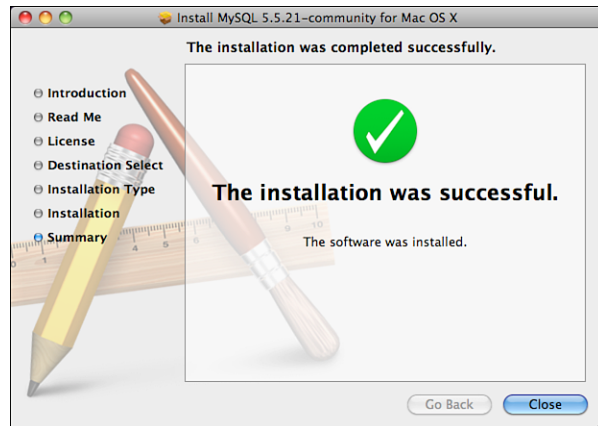 Install MySQL 5.5.21-community for Mac OS X
The installation was completed successfully.
Introduction
Read Me
License
Destination Select
Installation Type
Installation
Summary
The installation was successful.
The software was installed.
Go Back
Close